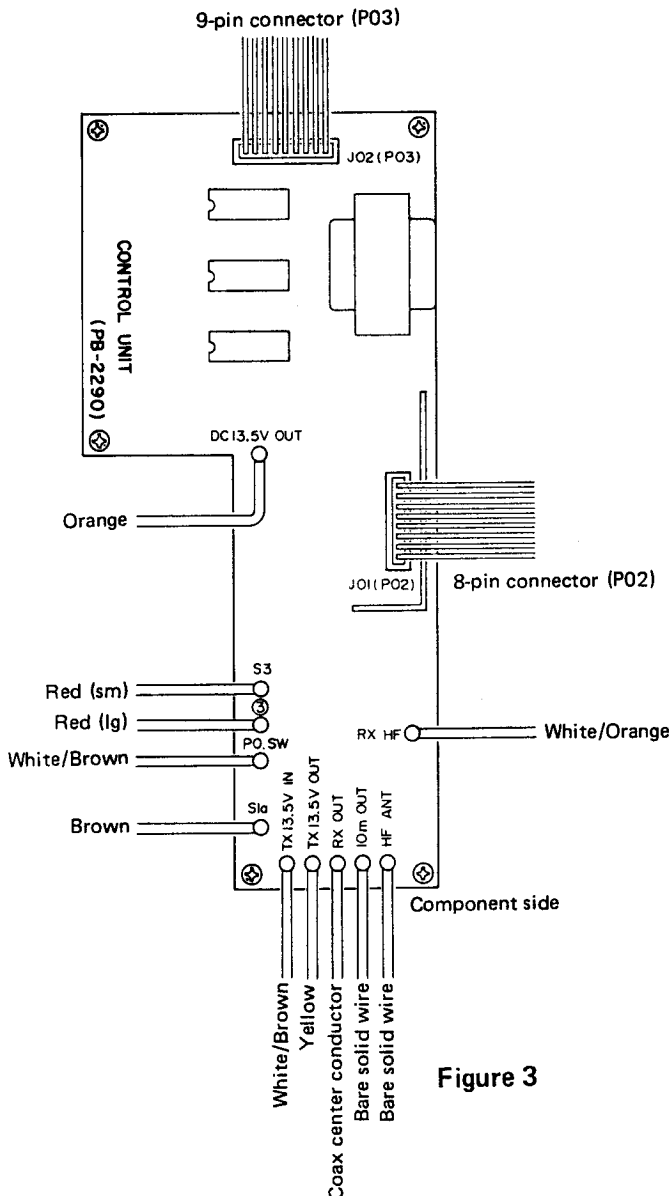 9-pin connector (P03)
J02(P03)
CONTROL UNIT
(PB-2290)
DC13.5V OUT
Orange
J01(P02)
8-pin connector (P02)
S3
Red (sm)
3
Red (lg)
PO.SW
White/Brown
RX HF
White/Orange
S1a
Brown
TX13.5V IN
TX13.5V OUT
RX OUT
10m OUT
HF ANT
Component side
White/Brown
Yellow
Coax center conductor
Bare solid wire
Bare solid wire
Figure 3